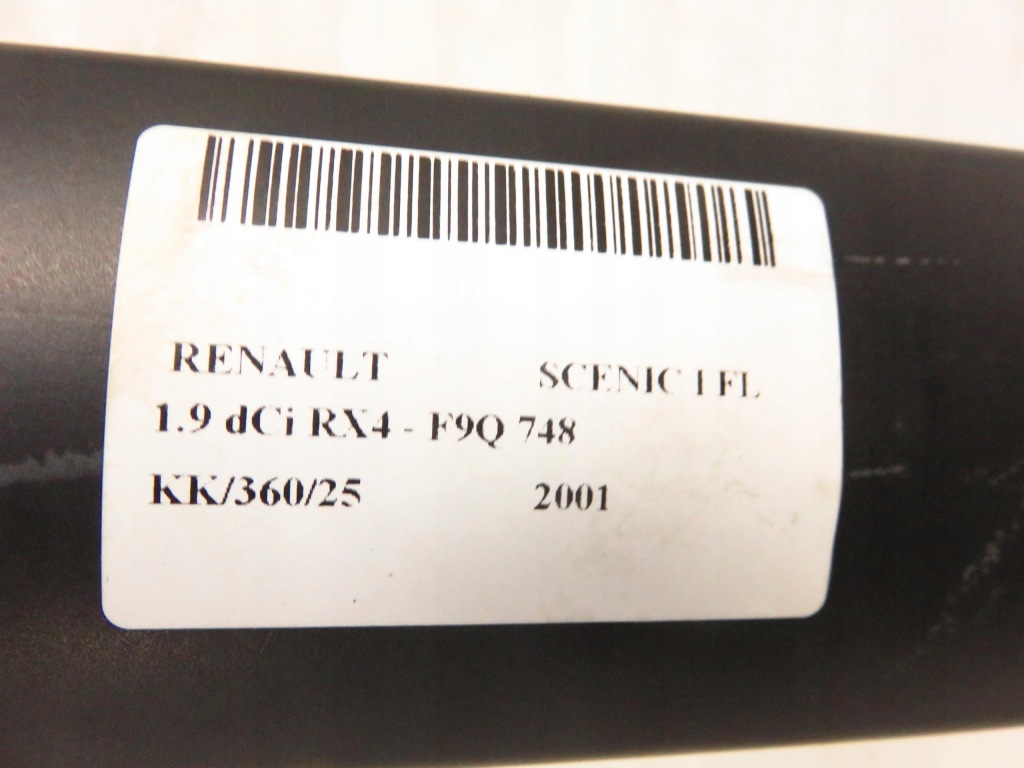 RENAULT SCENIC I FL
1.9 dCi RX4 - F9Q 748
KK/360/25 2001